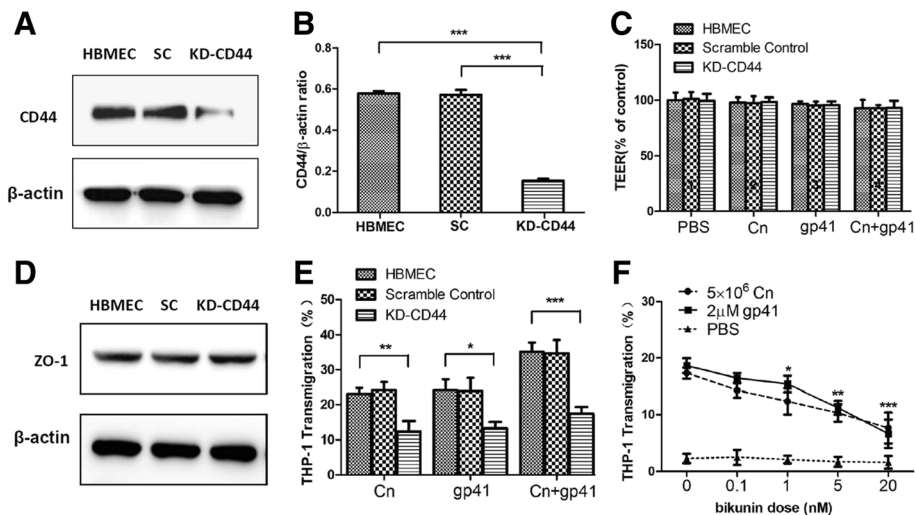 A
HBMEC SC KD-CD44
CD44
β-actin
B
CD44/β-actin ratio
0.8
0.6
0.4
0.2
0.0
***
***
HBMEC SC KD-CD44
C
HBMEC
Scramble Control
KD-CD44
TEER(% of control)
150
100
50
0
PBS Cn gp41 Cn+gp41
D
HBMEC SC KD-CD44
ZO-1
β-actin
E
HBMEC
Scramble Control
KD-CD44
THP-1 Transmigration (%)
50
40
30
20
10
0
**
*
***
Cn gp41 Cn+gp41
F
5×10⁶ Cn
2μM gp41
PBS
THP-1 Transmigration (%)
30
20
10
0
*
**
***
0 0.1 1 5 20
bikunin dose (nM)